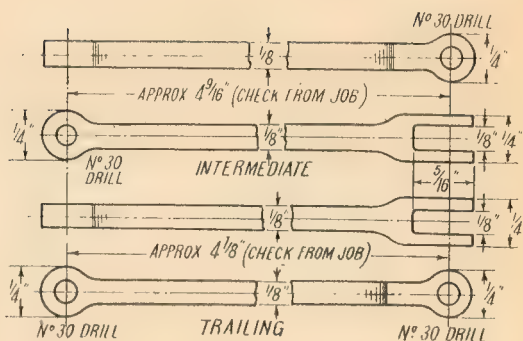 Nº 30 DRILL
1/8
1/4"
APPROX 4 9/16" (CHECK FROM JOB)
1/4"
Nº 30
DRILL
1/8"
INTERMEDIATE
1/8"
1/4"
5/16"
1/8"
1/8"
1/4"
APPROX 4 1/8" (CHECK FROM JOB)
1/4"
1/8"
1/4"
Nº 30 DRILL
TRAILING
Nº 30 DRILL